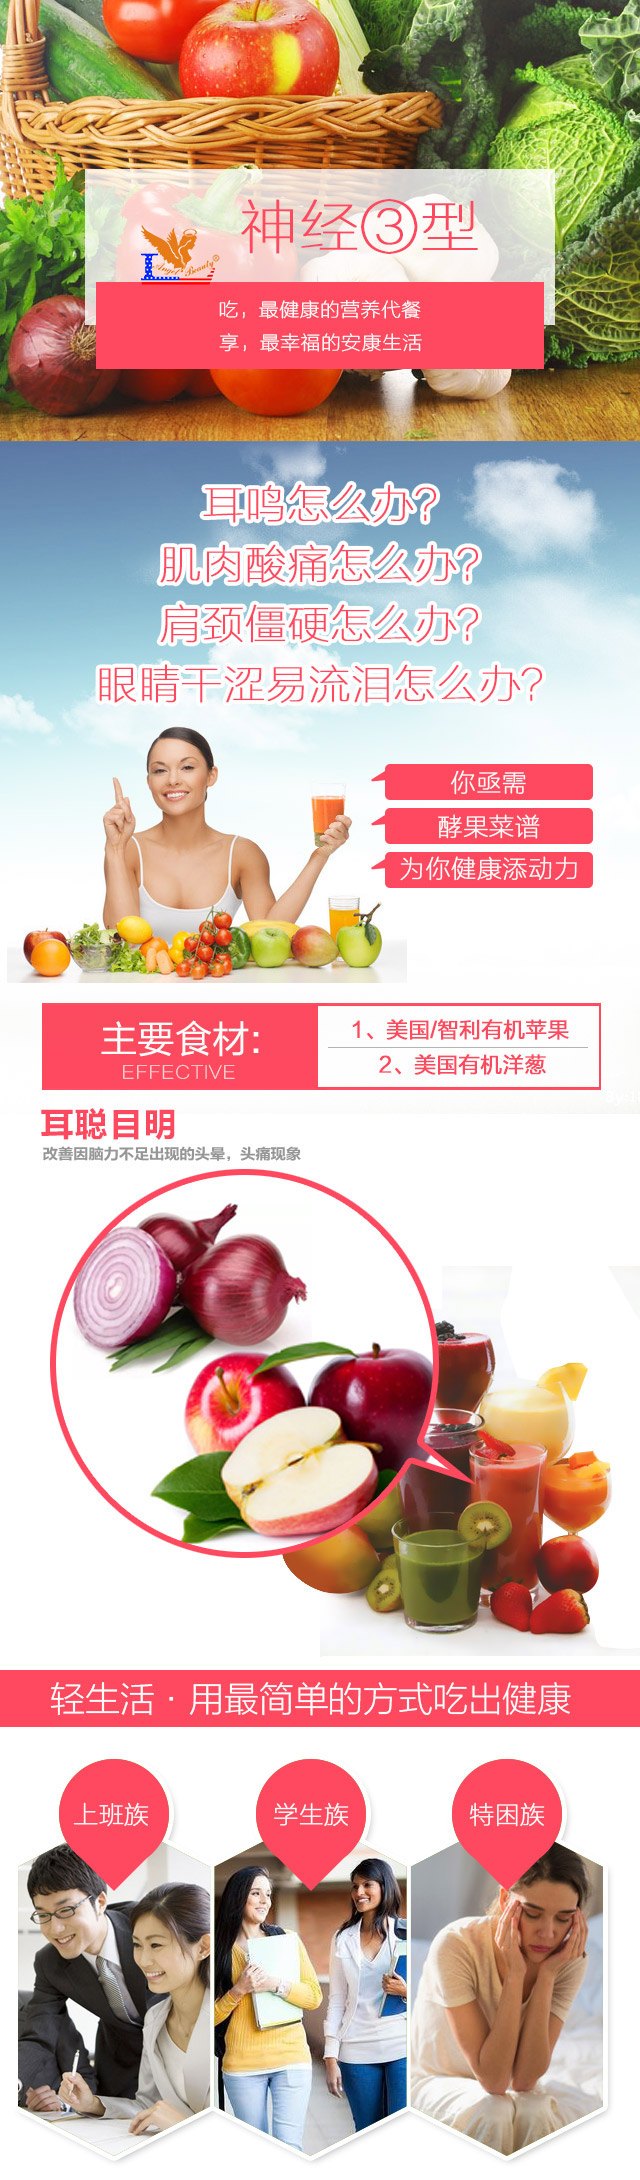 神经③型
Angel Beauty®
吃，最健康的营养代餐
享，最幸福的安康生活
耳鸣怎么办？
肌肉酸痛怎么办？
肩颈僵硬怎么办？
眼睛干涩易流泪怎么办？
你亟需
酵果菜谱
为你健康添动力
主要食材:
EFFECTIVE
1、美国/智利有机苹果
2、美国有机洋葱
耳聪目明
改善因脑力不足出现的头晕，头痛现象
轻生活·用最简单的方式吃出健康
上班族
学生族
特困族